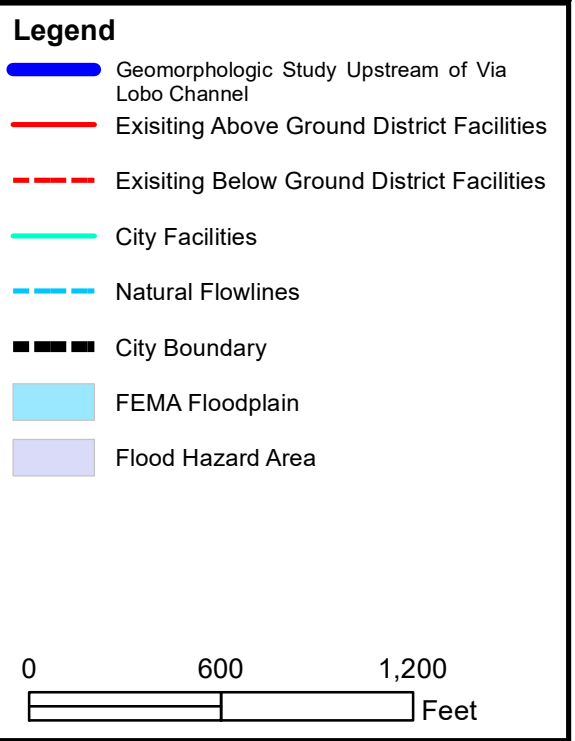 Legend
Geomorphologic Study Upstream of Via
Lobo Channel
Exisiting Above Ground District Facilities
Exisiting Below Ground District Facilities
City Facilities
Natural Flowlines
City Boundary
FEMA Floodplain
Flood Hazard Area
0 600 1,200
Feet